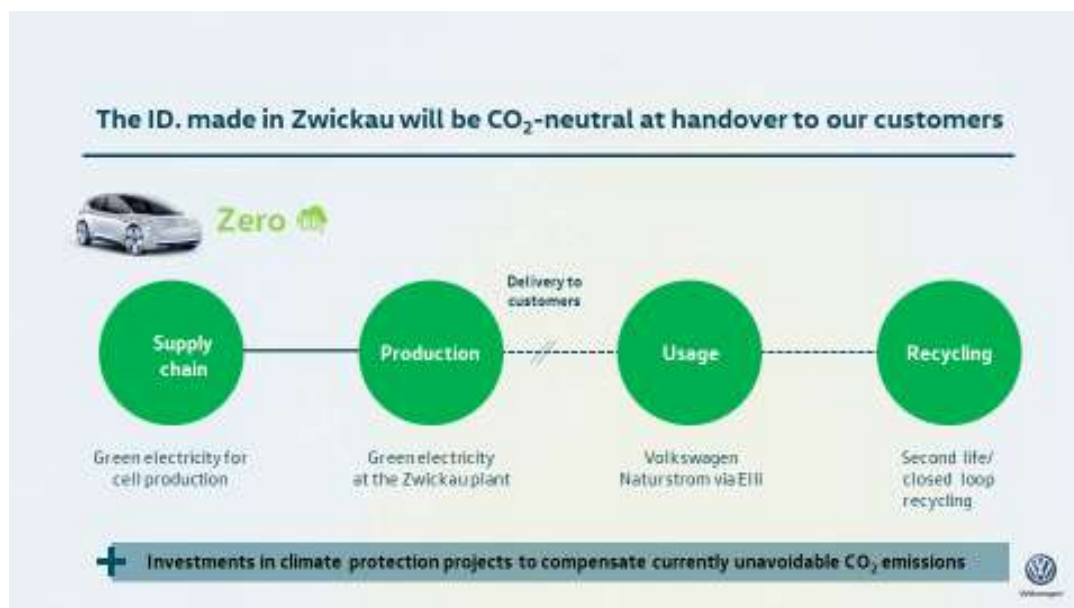 The ID. made in Zwickau will be CO₂-neutral at handover to our customers
Zero
Delivery to
customers
Supply
chain
Production
Usage
Recycling
Green electricity for
cell production
Green electricity
at the Zwickau plant
Volkswagen
Naturstrom via Elli
Second life/
closed loop
recycling
+ Investments in climate protection projects to compensate currently unavoidable CO₂ emissions
Volkswagen